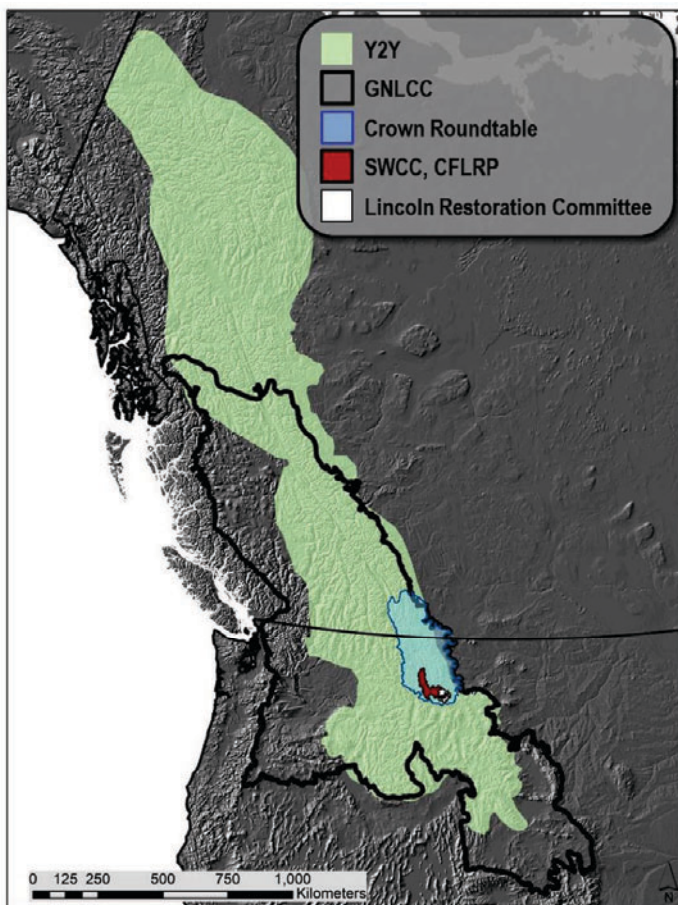 Y2Y
GNLCC
Crown Roundtable
SWCC, CFLRP
Lincoln Restoration Committee
0 125 250 500 750 1,000
Kilometers
N